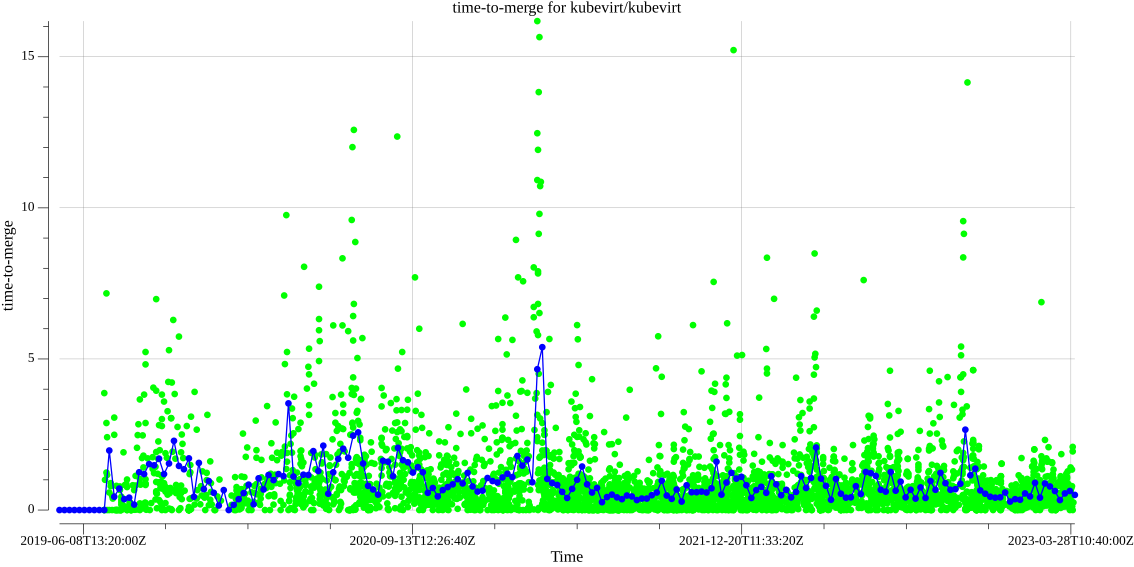 time-to-merge for kubevirt/kubevirt
15
10
5
0
time-to-merge
2019-06-08T13:20:00Z
2020-09-13T12:26:40Z
2021-12-20T11:33:20Z
2023-03-28T10:40:00Z
Time